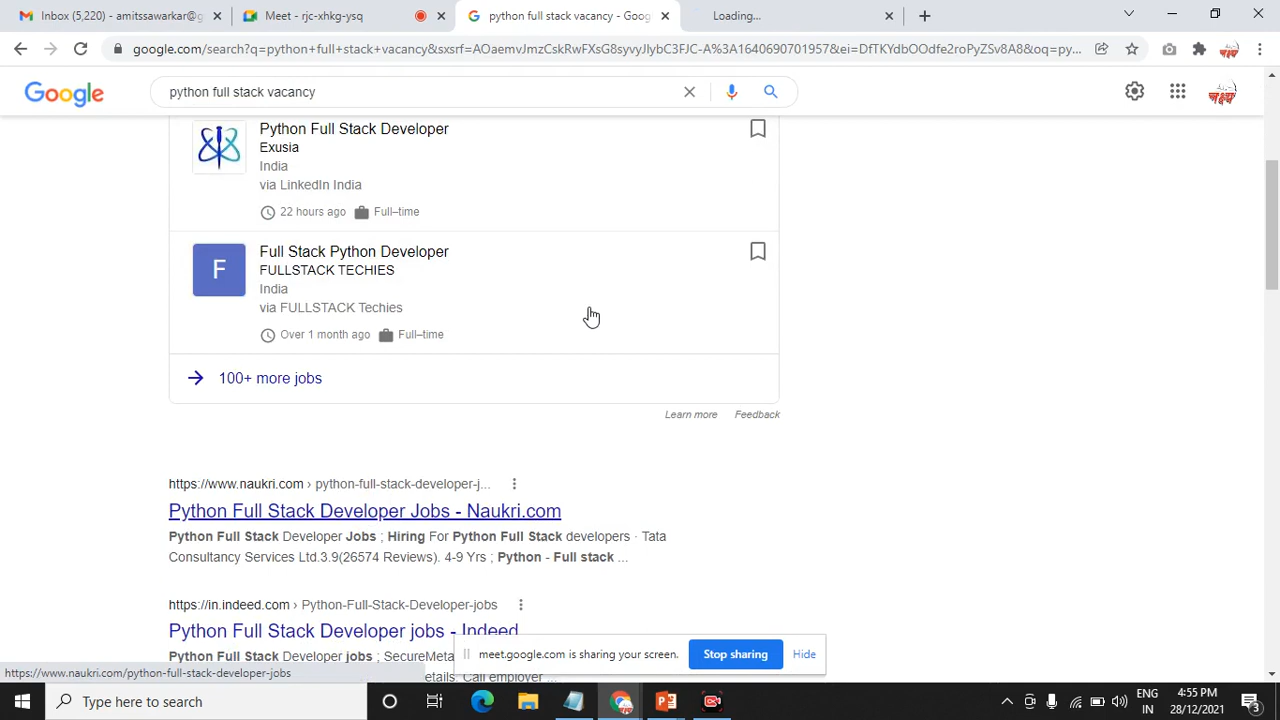 Inbox (5,220) - amitssawarkar@g
Meet - rjc-xhkg-ysq
python full stack vacancy - Goog
Loading...
google.com/search?q=python+full+stack+vacancy&sxsrf=AOaemvJmzCskRwFXsG8syvyJlybC3FJC-A%3A1640690701957&ei=DfTKYdbOOdfe2roPyZSv8A8&oq=py...
Google
python full stack vacancy
Python Full Stack Developer
Exusia
India
via LinkedIn India
22 hours ago Full–time
F
Full Stack Python Developer
FULLSTACK TECHIES
India
via FULLSTACK Techies
Over 1 month ago Full–time
100+ more jobs
Learn more Feedback
https://www.naukri.com › python-full-stack-developer-j...
Python Full Stack Developer Jobs - Naukri.com
Python Full Stack Developer Jobs ; Hiring For Python Full Stack developers · Tata
Consultancy Services Ltd.3.9(26574 Reviews). 4-9 Yrs ; Python - Full stack ...
https://in.indeed.com › Python-Full-Stack-Developer-jobs
Python Full Stack Developer jobs - Indeed
Python Full Stack Developer jobs ; SecureMeta
etails. Call employer ...
meet.google.com is sharing your screen.
Stop sharing
Hide
https://www.naukri.com/python-full-stack-developer-jobs
Type here to search
ENG
IN
4:55 PM
28/12/2021
3